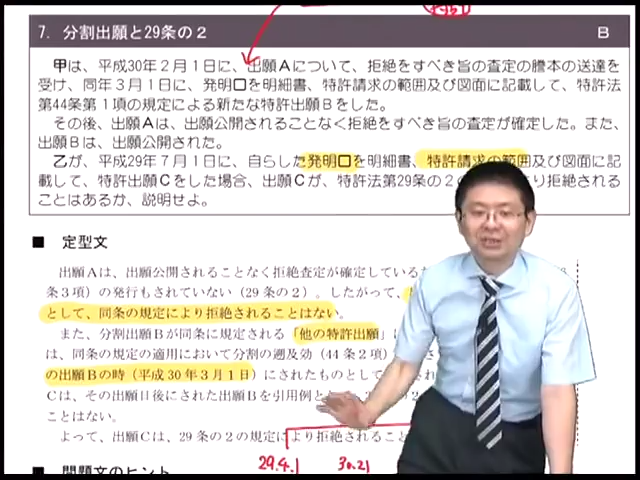 7. 分割出願と29条の2
B
甲は、平成30年2月1日に、出願Aについて、拒絶をすべき旨の査定の謄本の送達を
受け、同年3月1日に、発明ロを明細書、特許請求の範囲及び図面に記載して、特許法
第44条第1項の規定による新たな特許出願Bをした。
その後、出願Aは、出願公開されることなく拒絶をすべき旨の査定が確定した。また、
出願Bは、出願公開された。
乙が、平成29年7月1日に、自らした発明ロを明細書、特許請求の範囲及び図面に記
載して、特許出願Cをした場合、出願Cが、特許法第29条の2の
り拒絶される
ことはあるか、説明せよ。
■ 定型文
出願Aは、出願公開されることなく拒絶査定が確定している
条3項）の発行もされていない（29条の2）。したがって、
として、同条の規定により拒絶されることはない。
また、分割出願Bが同条に規定される「他の特許出願」に
は、同条の規定の適用において分割の遡及効（44条2項）
の出願Bの時（平成30年3月1日）にされたものとして
Cは、その出願日後にされた出願Bを引用例と
ことはない。
よって、出願Cは、29条の2の規定により拒絶されること
29.4.1 30.2.1
■ 問題文のヒント